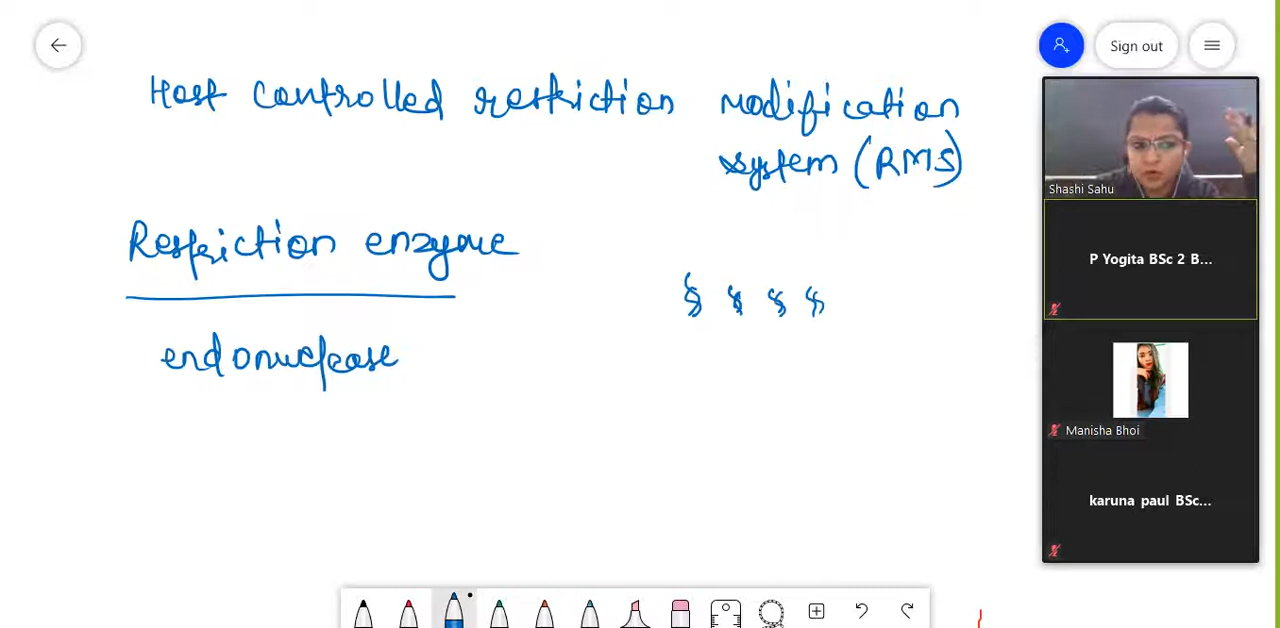 Sign out
Host controlled restriction modification
system (RMS)
Restriction enzyme
endonuclease
Shashi Sahu
P Yogita BSc 2 B...
Manisha Bhoi
karuna paul BSc...